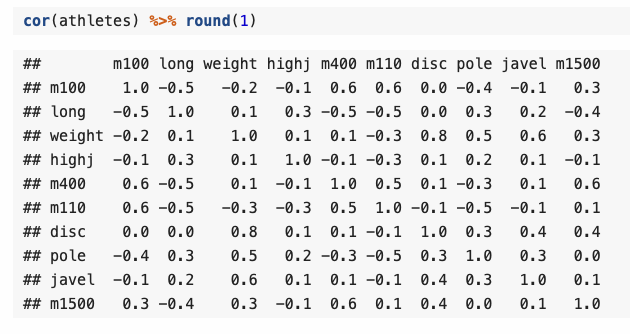 cor(athletes) %>% round(1)
##        m100 long weight highj m400 m110 disc pole javel m1500
## m100    1.0 -0.5   -0.2  -0.1  0.6  0.6  0.0 -0.4  -0.1   0.3
## long   -0.5  1.0    0.1   0.3 -0.5 -0.5  0.0  0.3   0.2  -0.4
## weight -0.2  0.1    1.0   0.1  0.1 -0.3  0.8  0.5   0.6   0.3
## highj  -0.1  0.3    0.1   1.0 -0.1 -0.3  0.1  0.2   0.1  -0.1
## m400    0.6 -0.5    0.1  -0.1  1.0  0.5  0.1 -0.3   0.1   0.6
## m110    0.6 -0.5   -0.3  -0.3  0.5  1.0 -0.1 -0.5  -0.1   0.1
## disc    0.0  0.0    0.8   0.1  0.1 -0.1  1.0  0.3   0.4   0.4
## pole   -0.4  0.3    0.5   0.2 -0.3 -0.5  0.3  1.0   0.3   0.0
## javel  -0.1  0.2    0.6   0.1  0.1 -0.1  0.4  0.3   1.0   0.1
## m1500   0.3 -0.4    0.3  -0.1  0.6  0.1  0.4  0.0   0.1   1.0